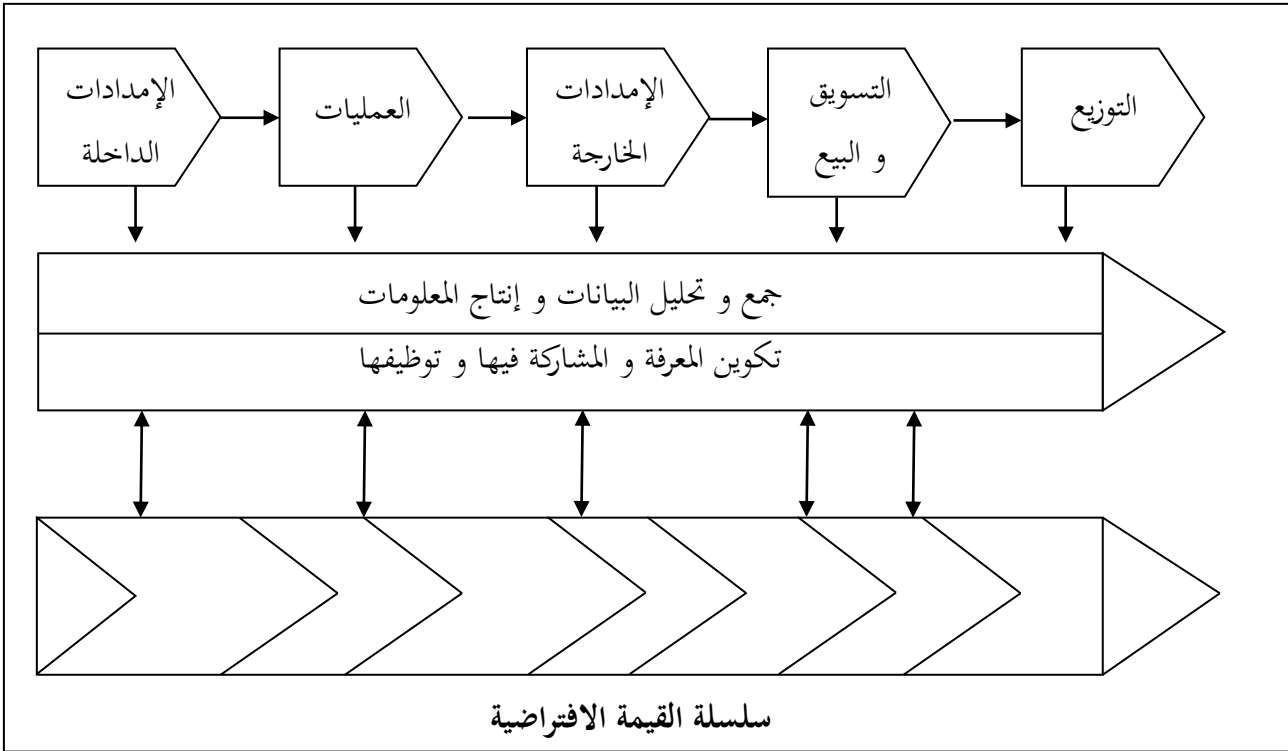 الإمدادات
الداخلة
العمليات
الإمدادات
الخارجة
التسويق
و البيع
التوزيع
جمع و تحليل البيانات و إنتاج المعلومات
تكوين المعرفة و المشاركة فيها و توظيفها
سلسلة القيمة الافتراضية